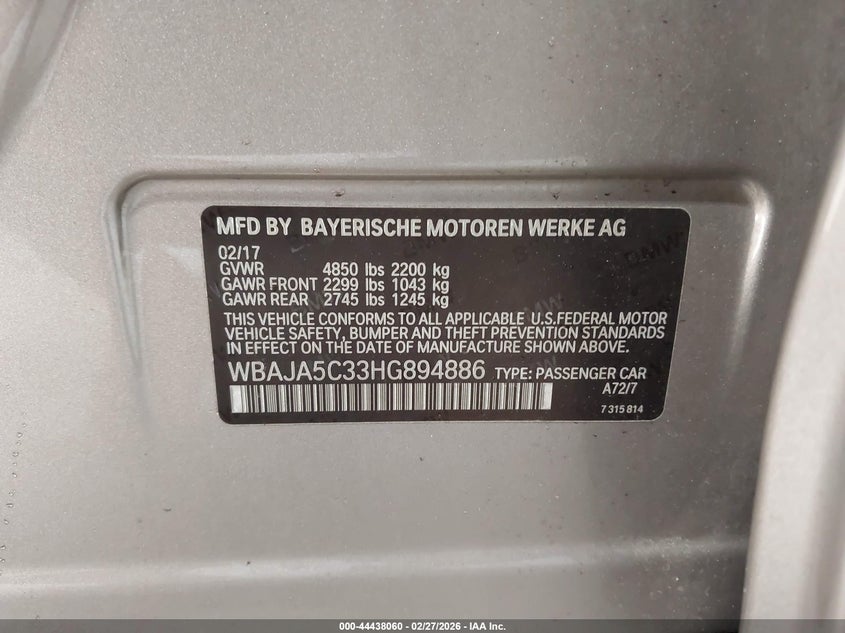 MFD BY BAYERISCHE MOTOREN WERKE AG
02/17
GVWR 4850 lbs 2200 kg
GAWR FRONT 2299 lbs 1043 kg
GAWR REAR 2745 lbs 1245 kg
THIS VEHICLE CONFORMS TO ALL APPLICABLE U.S.FEDERAL MOTOR
VEHICLE SAFETY, BUMPER AND THEFT PREVENTION STANDARDS
IN EFFECT ON THE DATE OF MANUFACTURE SHOWN ABOVE.
WBAJA5C33HG894886 TYPE: PASSENGER CAR
A72/7
7 315 814
000-44438060 - 02/27/2026 - IAA Inc.